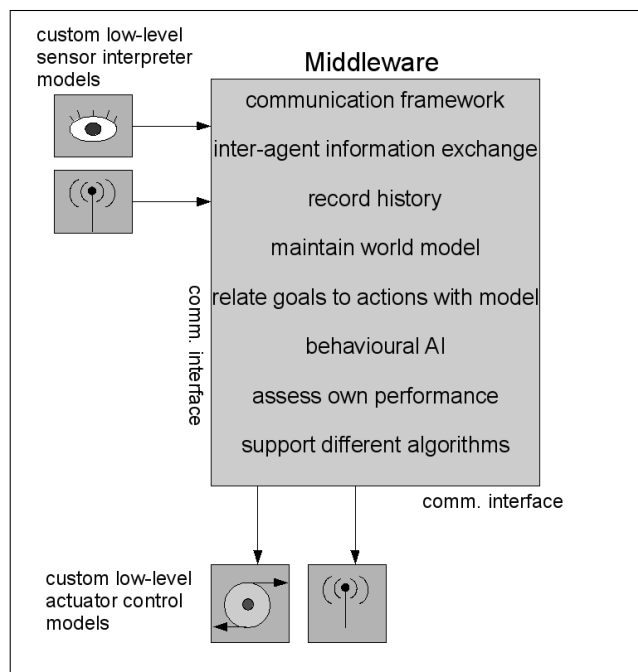 custom low-level
sensor interpreter
models
Middleware
communication framework
inter-agent information exchange
record history
maintain world model
relate goals to actions with model
behavioural AI
assess own performance
support different algorithms
comm. interface
comm. interface
custom low-level
actuator control
models